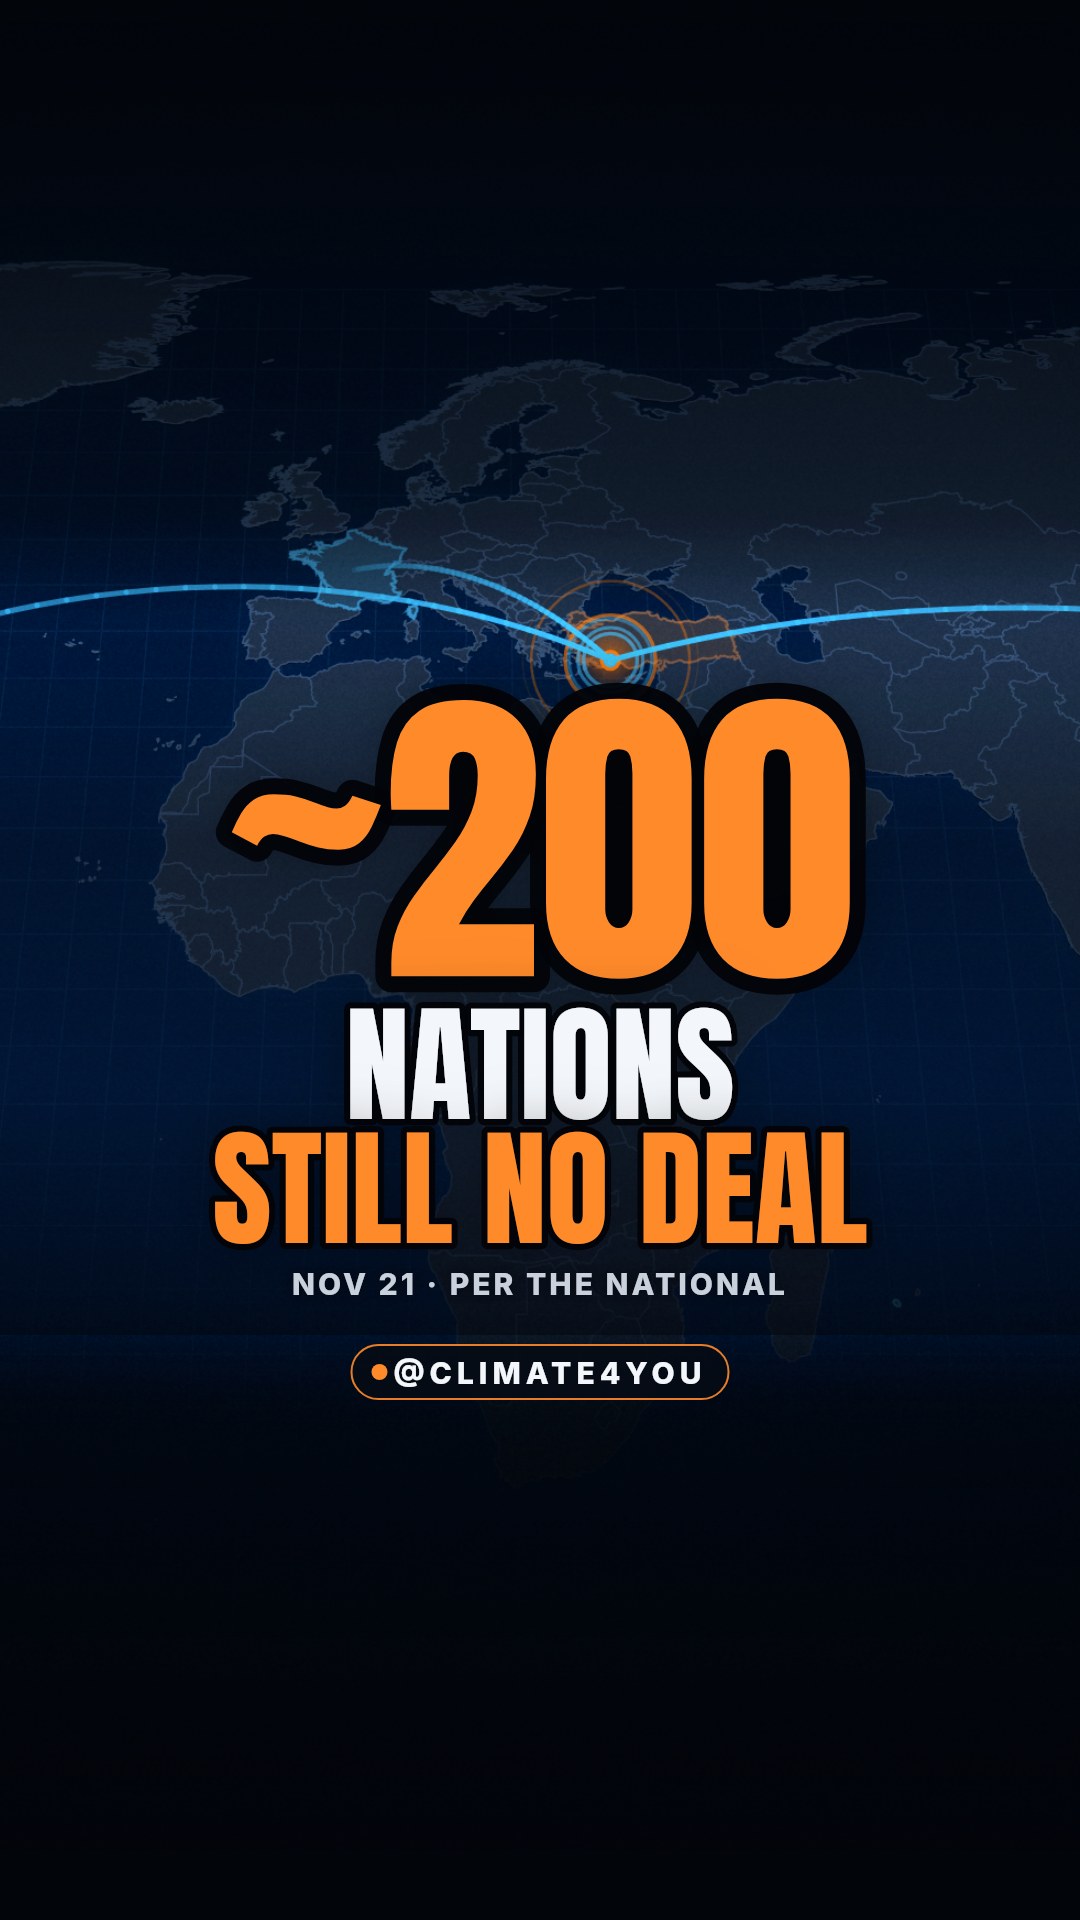 ~200
NATIONS
STILL NO DEAL
NOV 21 · PER THE NATIONAL
@CLIMATE4YOU